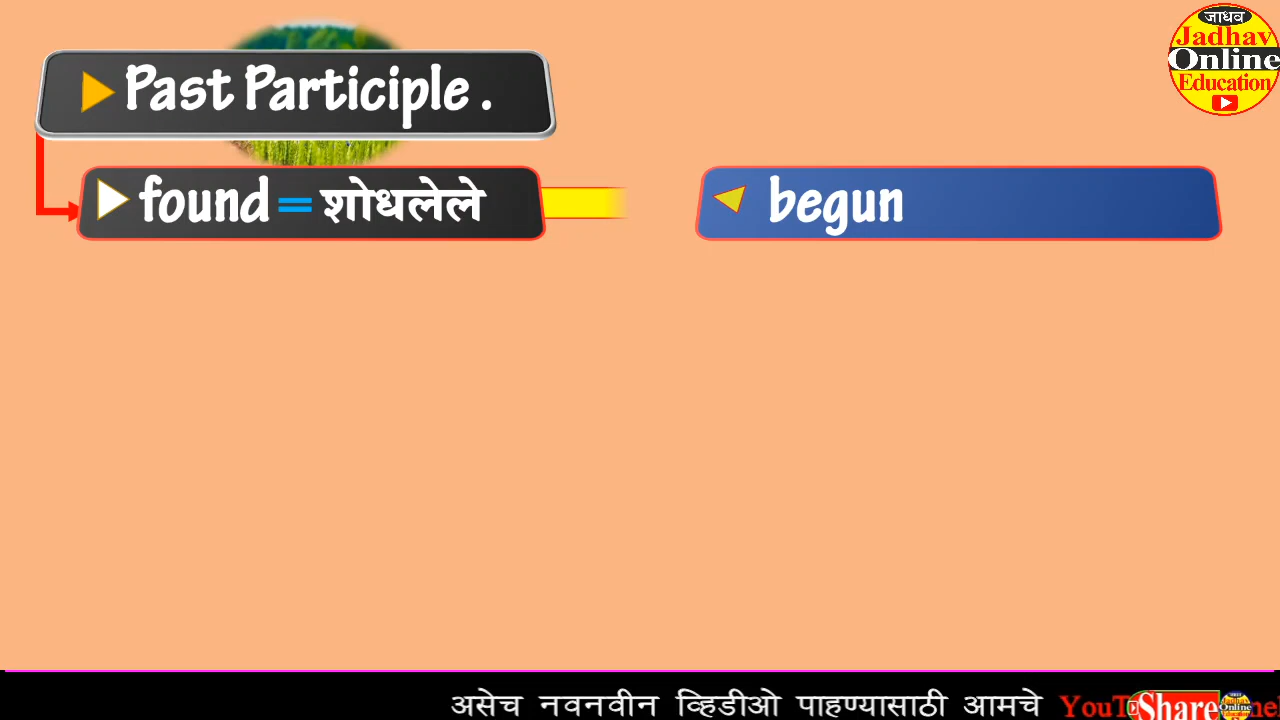 Past Participle .
found = शोधलेले
begun
जाधव
Jadhav
Online
Education
असेच नवनवीन व्हिडीओ पाहण्यासाठी आमचे
Share